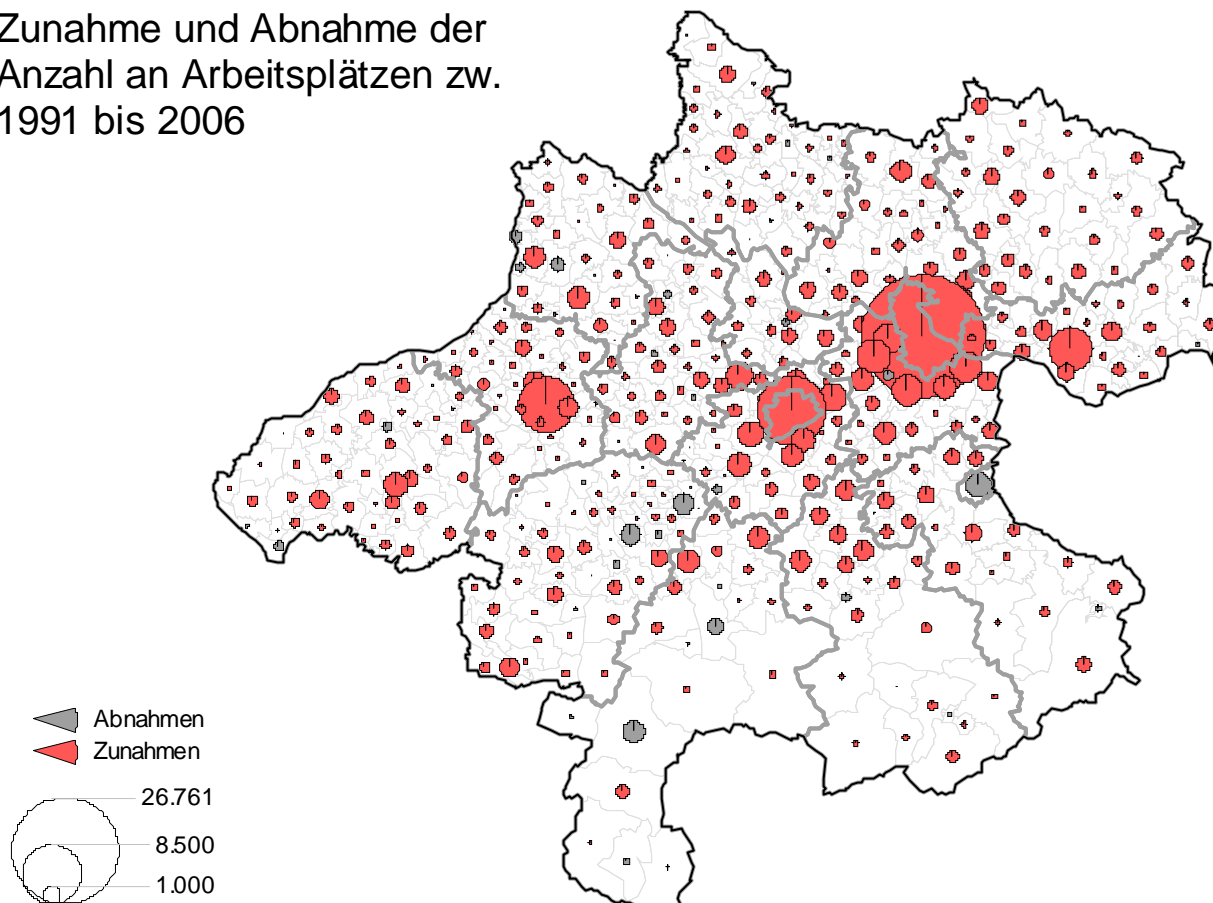 Zunahme und Abnahme der
Anzahl an Arbeitsplätzen zw.
1991 bis 2006
Abnahmen
Zunahmen
26.761
8.500
1.000